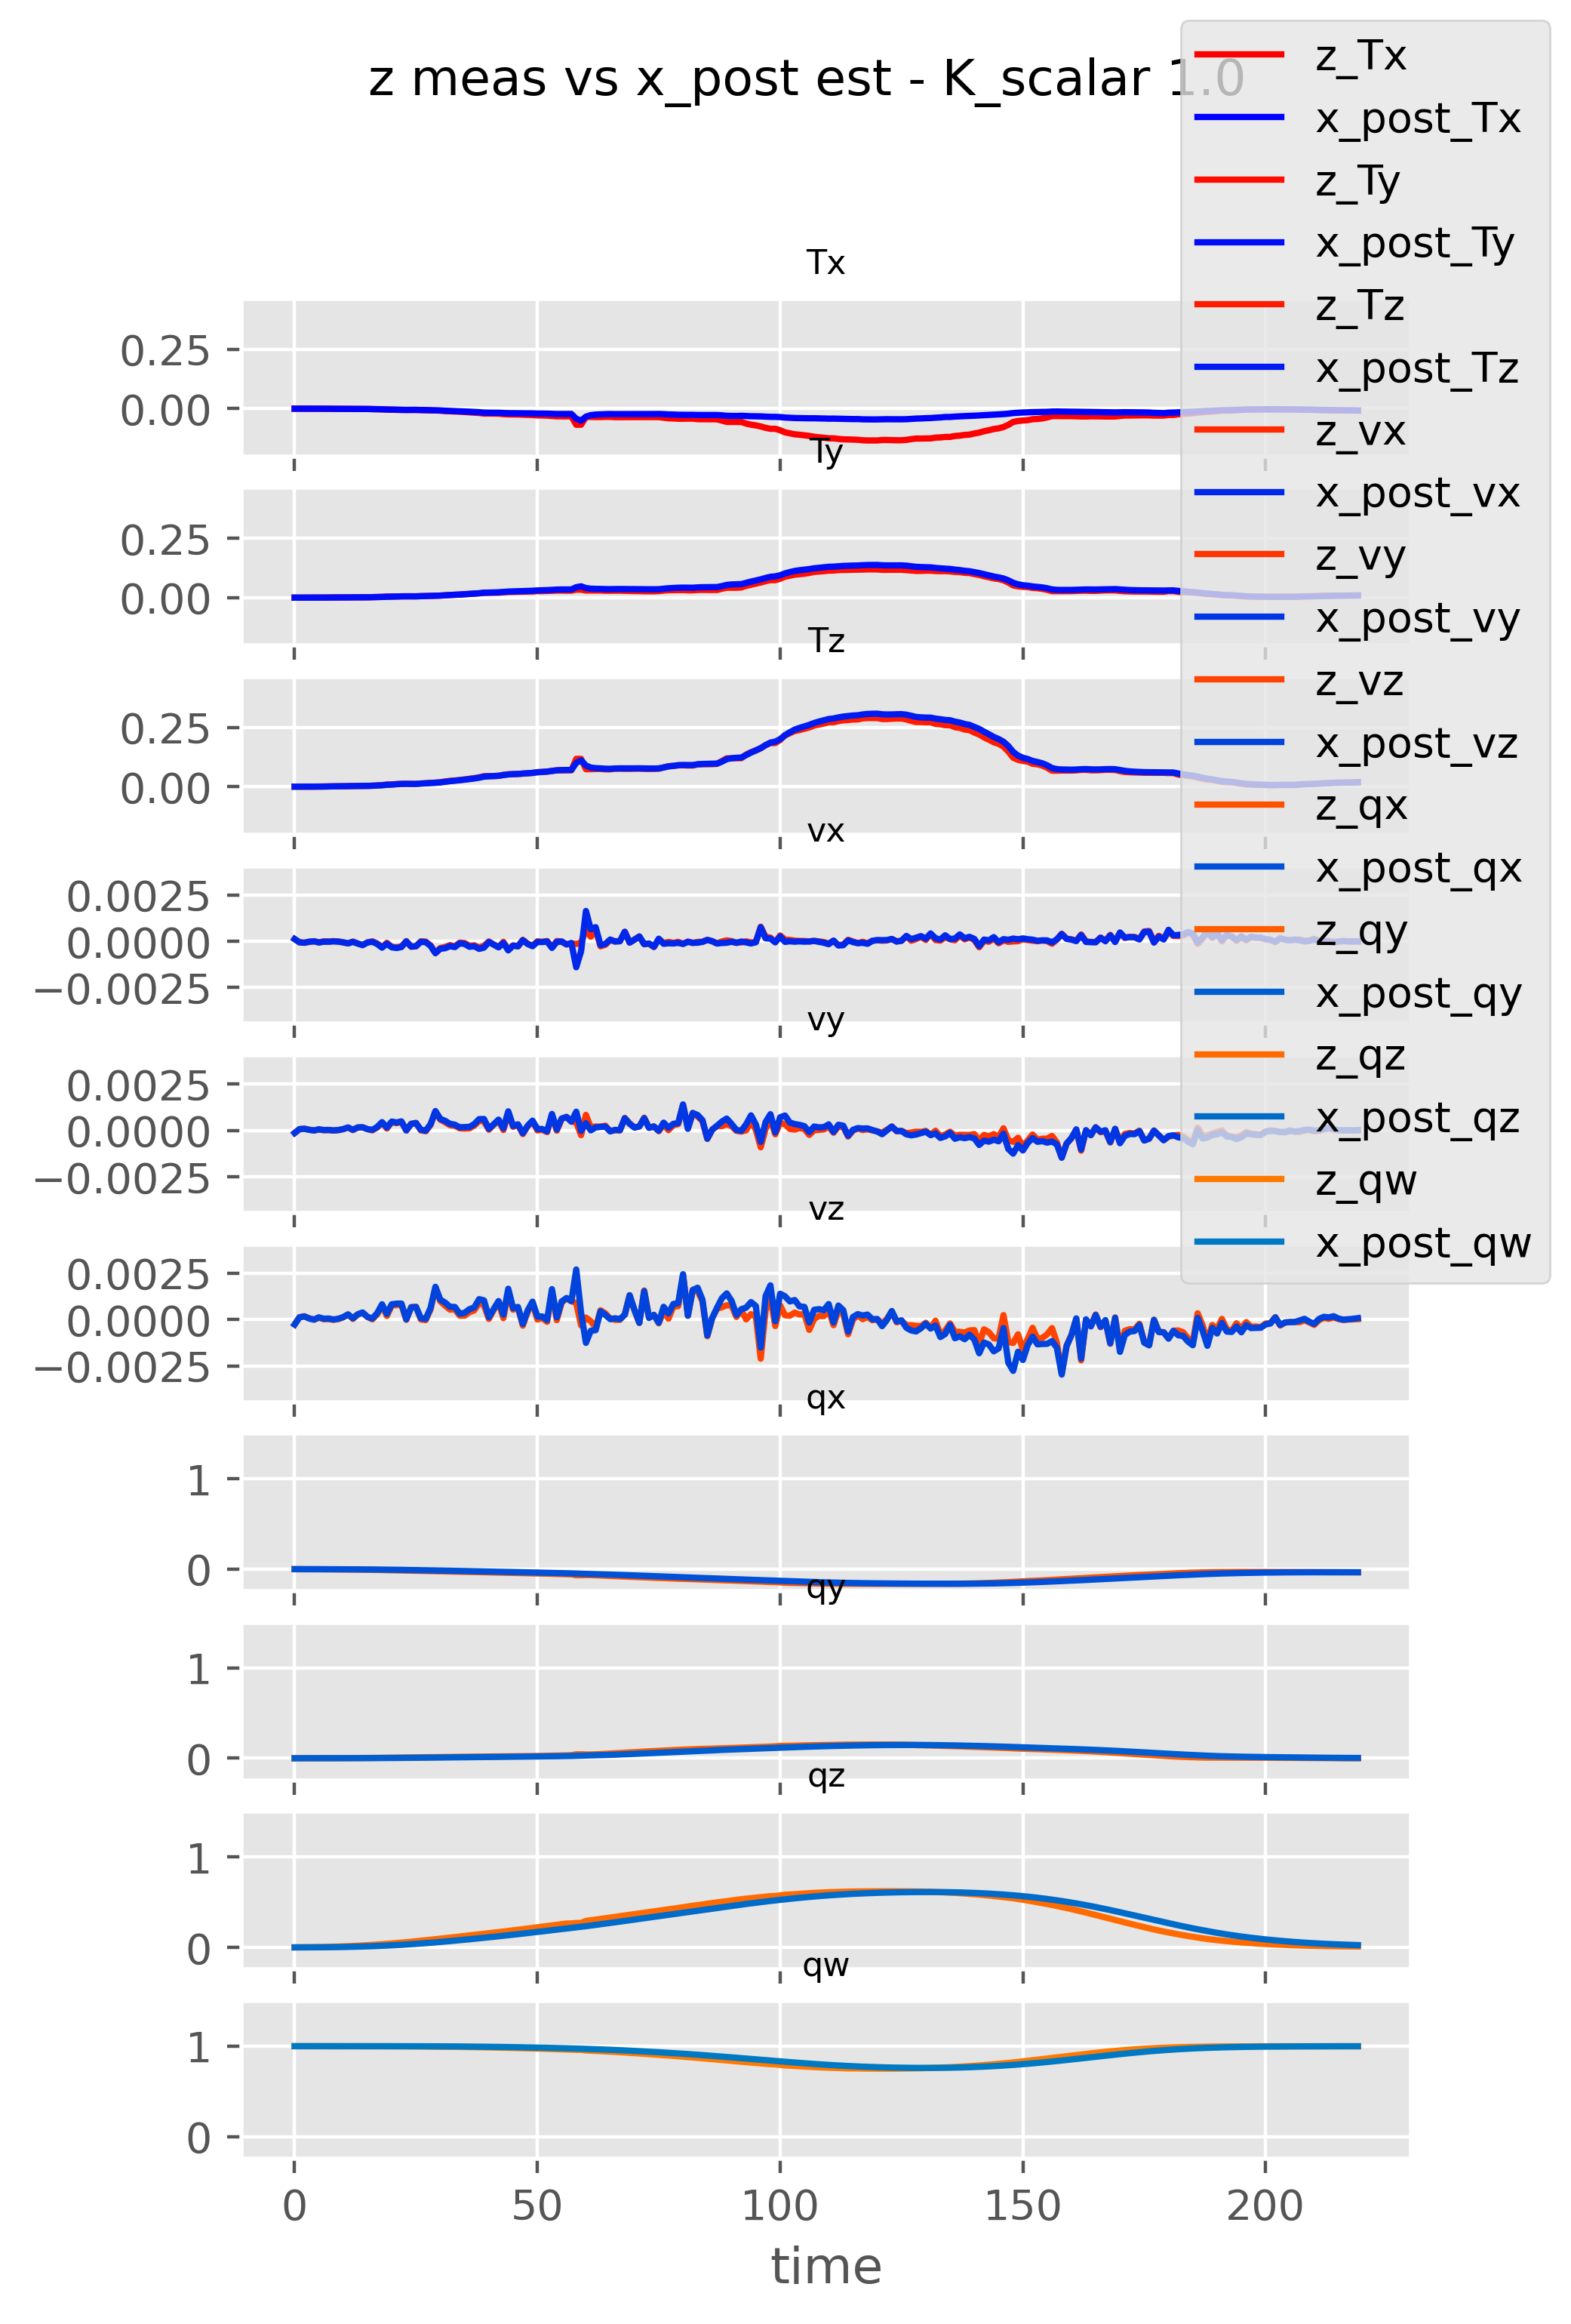 z meas vs x_post est - K_scalar 1.0
z_Tx
x_post_Tx
z_Ty
x_post_Ty
z_Tz
x_post_Tz
z_vx
x_post_vx
z_vy
x_post_vy
z_vz
x_post_vz
z_qx
x_post_qx
z_qy
x_post_qy
z_qz
x_post_qz
z_qw
x_post_qw
Tx
0.25
0.00
Ty
0.25
0.00
Tz
0.25
0.00
vx
0.0025
0.0000
−0.0025
vy
0.0025
0.0000
−0.0025
vz
0.0025
0.0000
−0.0025
qx
1
0
qy
1
0
qz
1
0
qw
1
0
0 50 100 150 200
time